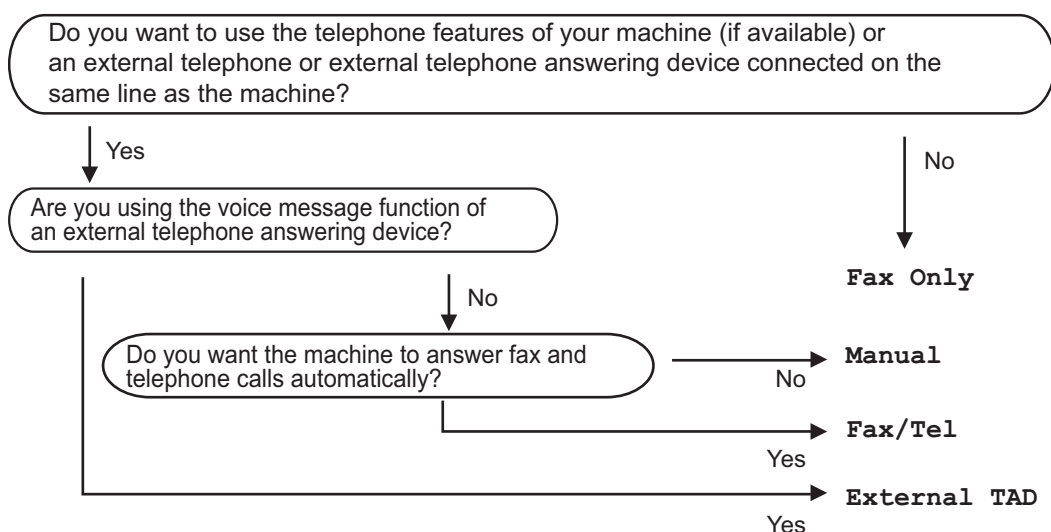 Do you want to use the telephone features of your machine (if available) or
an external telephone or external telephone answering device connected on the
same line as the machine?
Yes
No
Are you using the voice message function of
an external telephone answering device?
Fax Only
No
Do you want the machine to answer fax and
telephone calls automatically?
Manual
No
Fax/Tel
Yes
External TAD
Yes